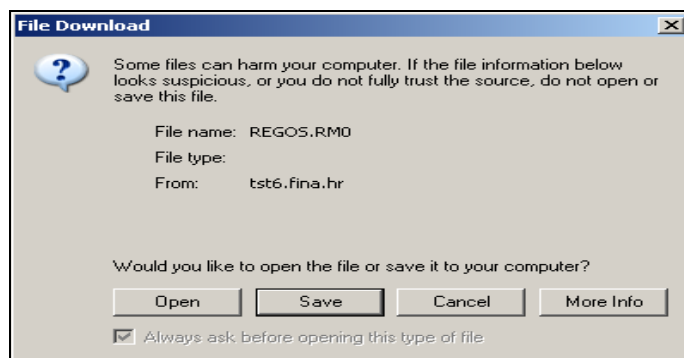 File Download
Some files can harm your computer. If the file information below
looks suspicious, or you do not fully trust the source, do not open or
save this file.
File name: REGOS.RM0
File type:
From: tst6.fina.hr
Would you like to open the file or save it to your computer?
Open Save Cancel More Info
Always ask before opening this type of file